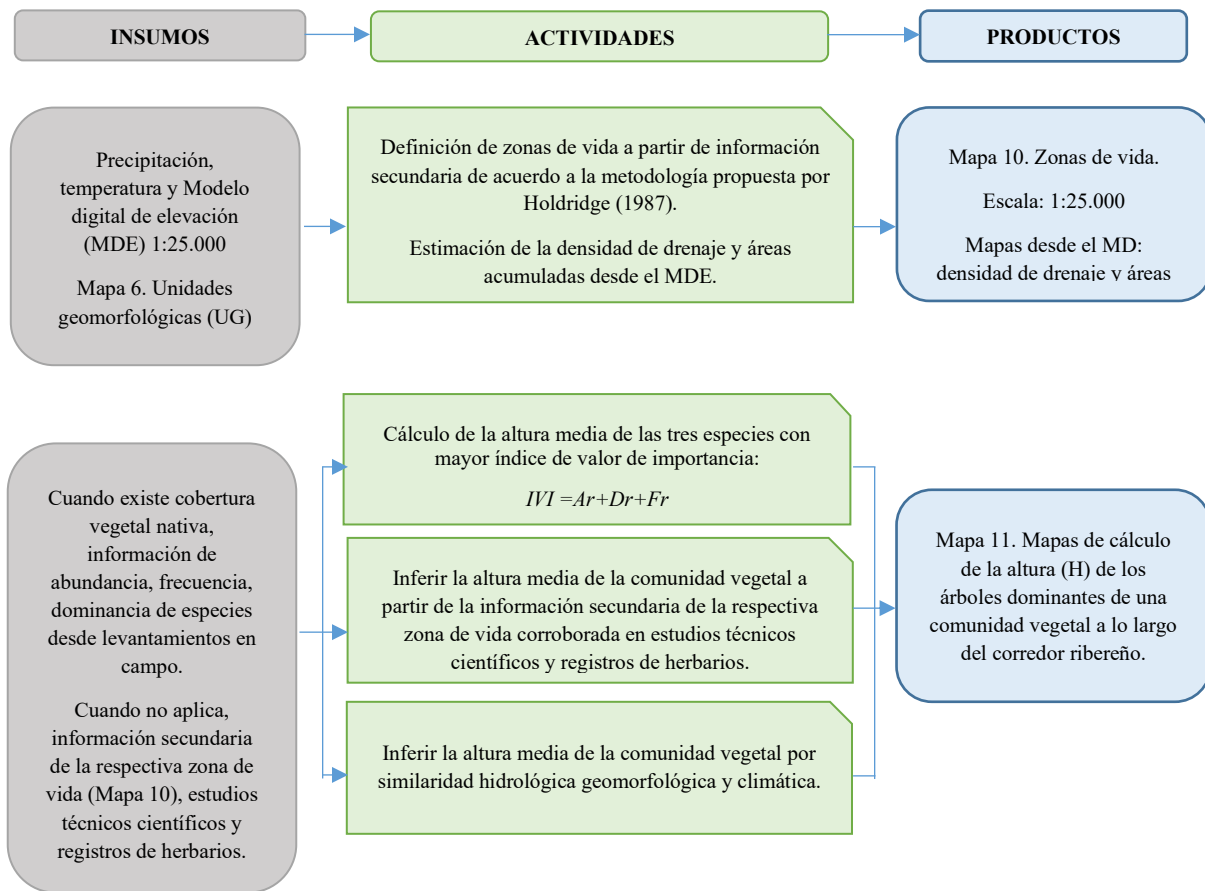 INSUMOS
ACTIVIDADES
PRODUCTOS
Precipitación,
temperatura y Modelo
digital de elevación
(MDE) 1:25.000
Mapa 6. Unidades
geomorfológicas (UG)
Definición de zonas de vida a partir de información
secundaria de acuerdo a la metodología propuesta por
Holdridge (1987).
Estimación de la densidad de drenaje y áreas
acumuladas desde el MDE.
Mapa 10. Zonas de vida.
Escala: 1:25.000
Mapas desde el MD:
densidad de drenaje y áreas
Cuando existe cobertura
vegetal nativa,
información de
abundancia, frecuencia,
dominancia de especies
desde levantamientos en
campo.
Cuando no aplica,
información secundaria
de la respectiva zona de
vida (Mapa 10), estudios
técnicos científicos y
registros de herbarios.
Cálculo de la altura media de las tres especies con
mayor índice de valor de importancia:
IVI =Ar+Dr+Fr
Inferir la altura media de la comunidad vegetal a
partir de la información secundaria de la respectiva
zona de vida corroborada en estudios técnicos
científicos y registros de herbarios.
Inferir la altura media de la comunidad vegetal por
similaridad hidrológica geomorfológica y climática.
Mapa 11. Mapas de cálculo
de la altura (H) de los
árboles dominantes de una
comunidad vegetal a lo largo
del corredor ribereño.